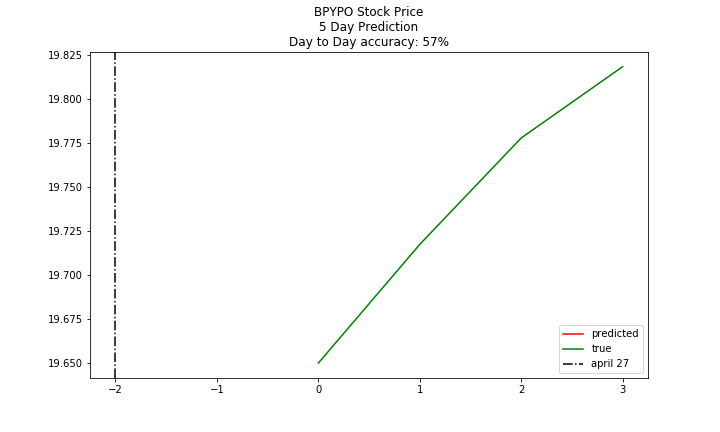 BPYPO Stock Price
5 Day Prediction
Day to Day accuracy: 57%
19.825
19.800
19.775
19.750
19.725
19.700
19.675
19.650
−2
−1
0
1
2
3
predicted
true
april 27